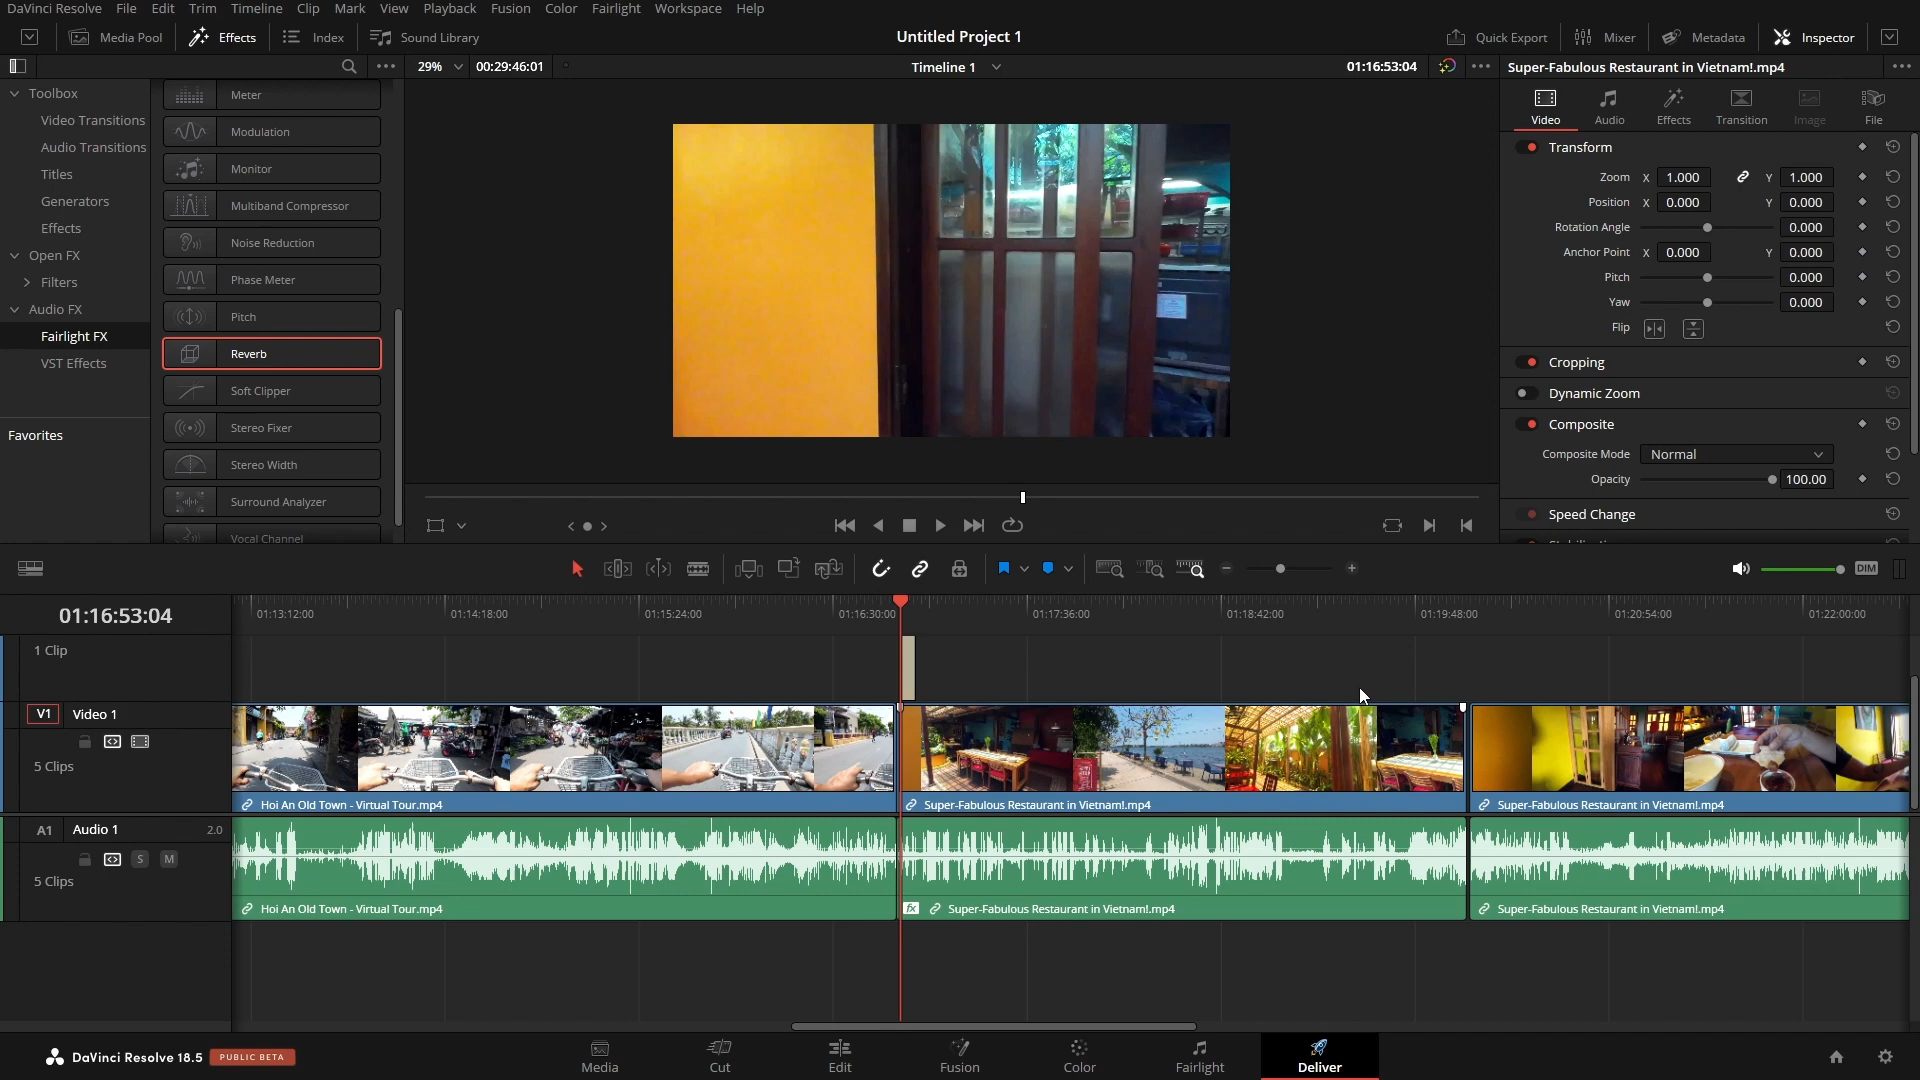 DaVinci Resolve File Edit Trim Timeline Clip Mark View Playback Fusion Color Fairlight Workspace Help
Media Pool Effects Index Sound Library Untitled Project 1 Quick Export Mixer Metadata Inspector
29% 00:29:46:01 Timeline 1 01:16:53:04 Super-Fabulous Restaurant in Vietnam!.mp4
Toolbox
Video Transitions
Audio Transitions
Titles
Generators
Effects
Open FX
Filters
Audio FX
Fairlight FX
VST Effects
Favorites
Meter
Modulation
Monitor
Multiband Compressor
Noise Reduction
Phase Meter
Pitch
Reverb
Soft Clipper
Stereo Fixer
Stereo Width
Surround Analyzer
Vocal Channel
Video Audio Effects Transition Image File
Transform
Zoom X 1.000 Y 1.000
Position X 0.000 Y 0.000
Rotation Angle 0.000
Anchor Point X 0.000 Y 0.000
Pitch 0.000
Yaw 0.000
Flip
Cropping
Dynamic Zoom
Composite
Composite Mode Normal
Opacity 100.00
Speed Change
DIM
01:16:53:04 01:13:12:00 01:14:18:00 01:15:24:00 01:16:30:00 01:17:36:00 01:18:42:00 01:19:48:00 01:20:54:00 01:22:00:00
1 Clip
V1 Video 1
5 Clips
Hoi An Old Town - Virtual Tour.mp4 Super-Fabulous Restaurant in Vietnam!.mp4 Super-Fabulous Restaurant in Vietnam!.mp4
A1 Audio 1 2.0
S M
5 Clips
Hoi An Old Town - Virtual Tour.mp4 fx Super-Fabulous Restaurant in Vietnam!.mp4 Super-Fabulous Restaurant in Vietnam!.mp4
DaVinci Resolve 18.5 PUBLIC BETA Media Cut Edit Fusion Color Fairlight Deliver